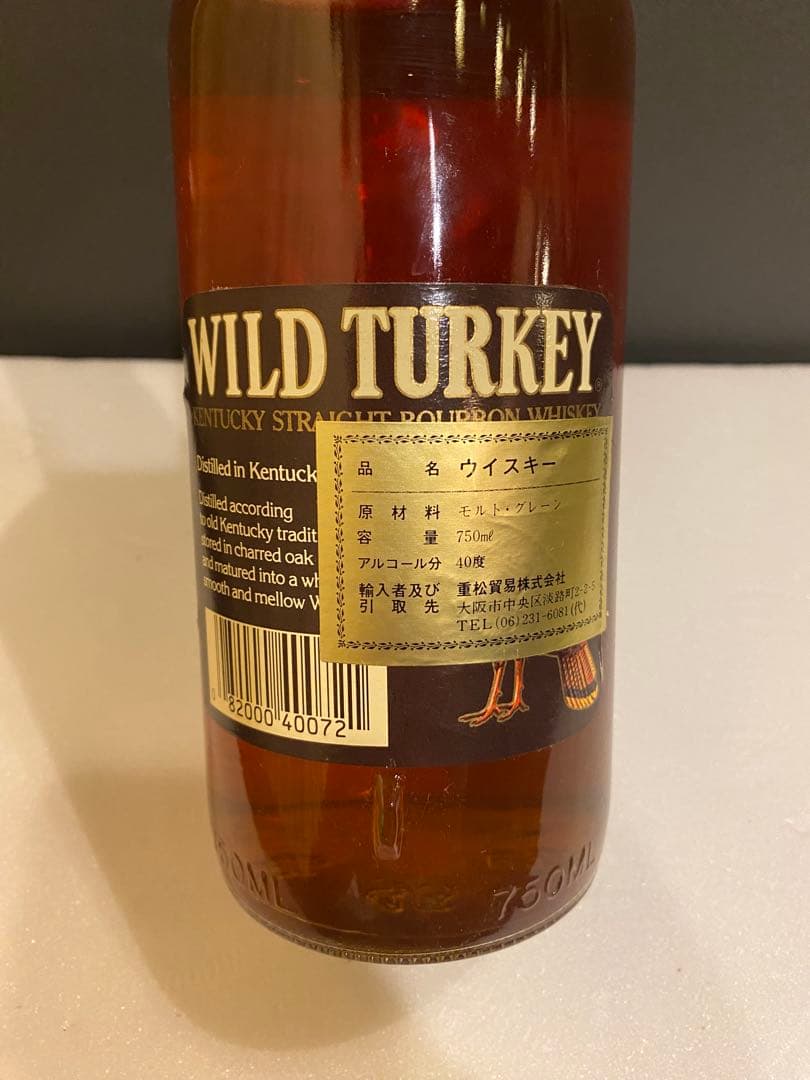 WILD TURKEY
KENTUCKY STRAIGHT BOURBON WHISKEY
Distilled in Kentuck
Distilled according
to old Kentucky tradit
stored in charred oak
and matured into a wh
smooth and mellow W
品名 ウイスキー
原材料 モルト・グレーン
容量 750mℓ
アルコール分 40度
輸入者及び 重松貿易株式会社
引取先 大阪市中央区淡路町2-2-5
TEL(06)231-6081(代)
0 82000 40072
750ML